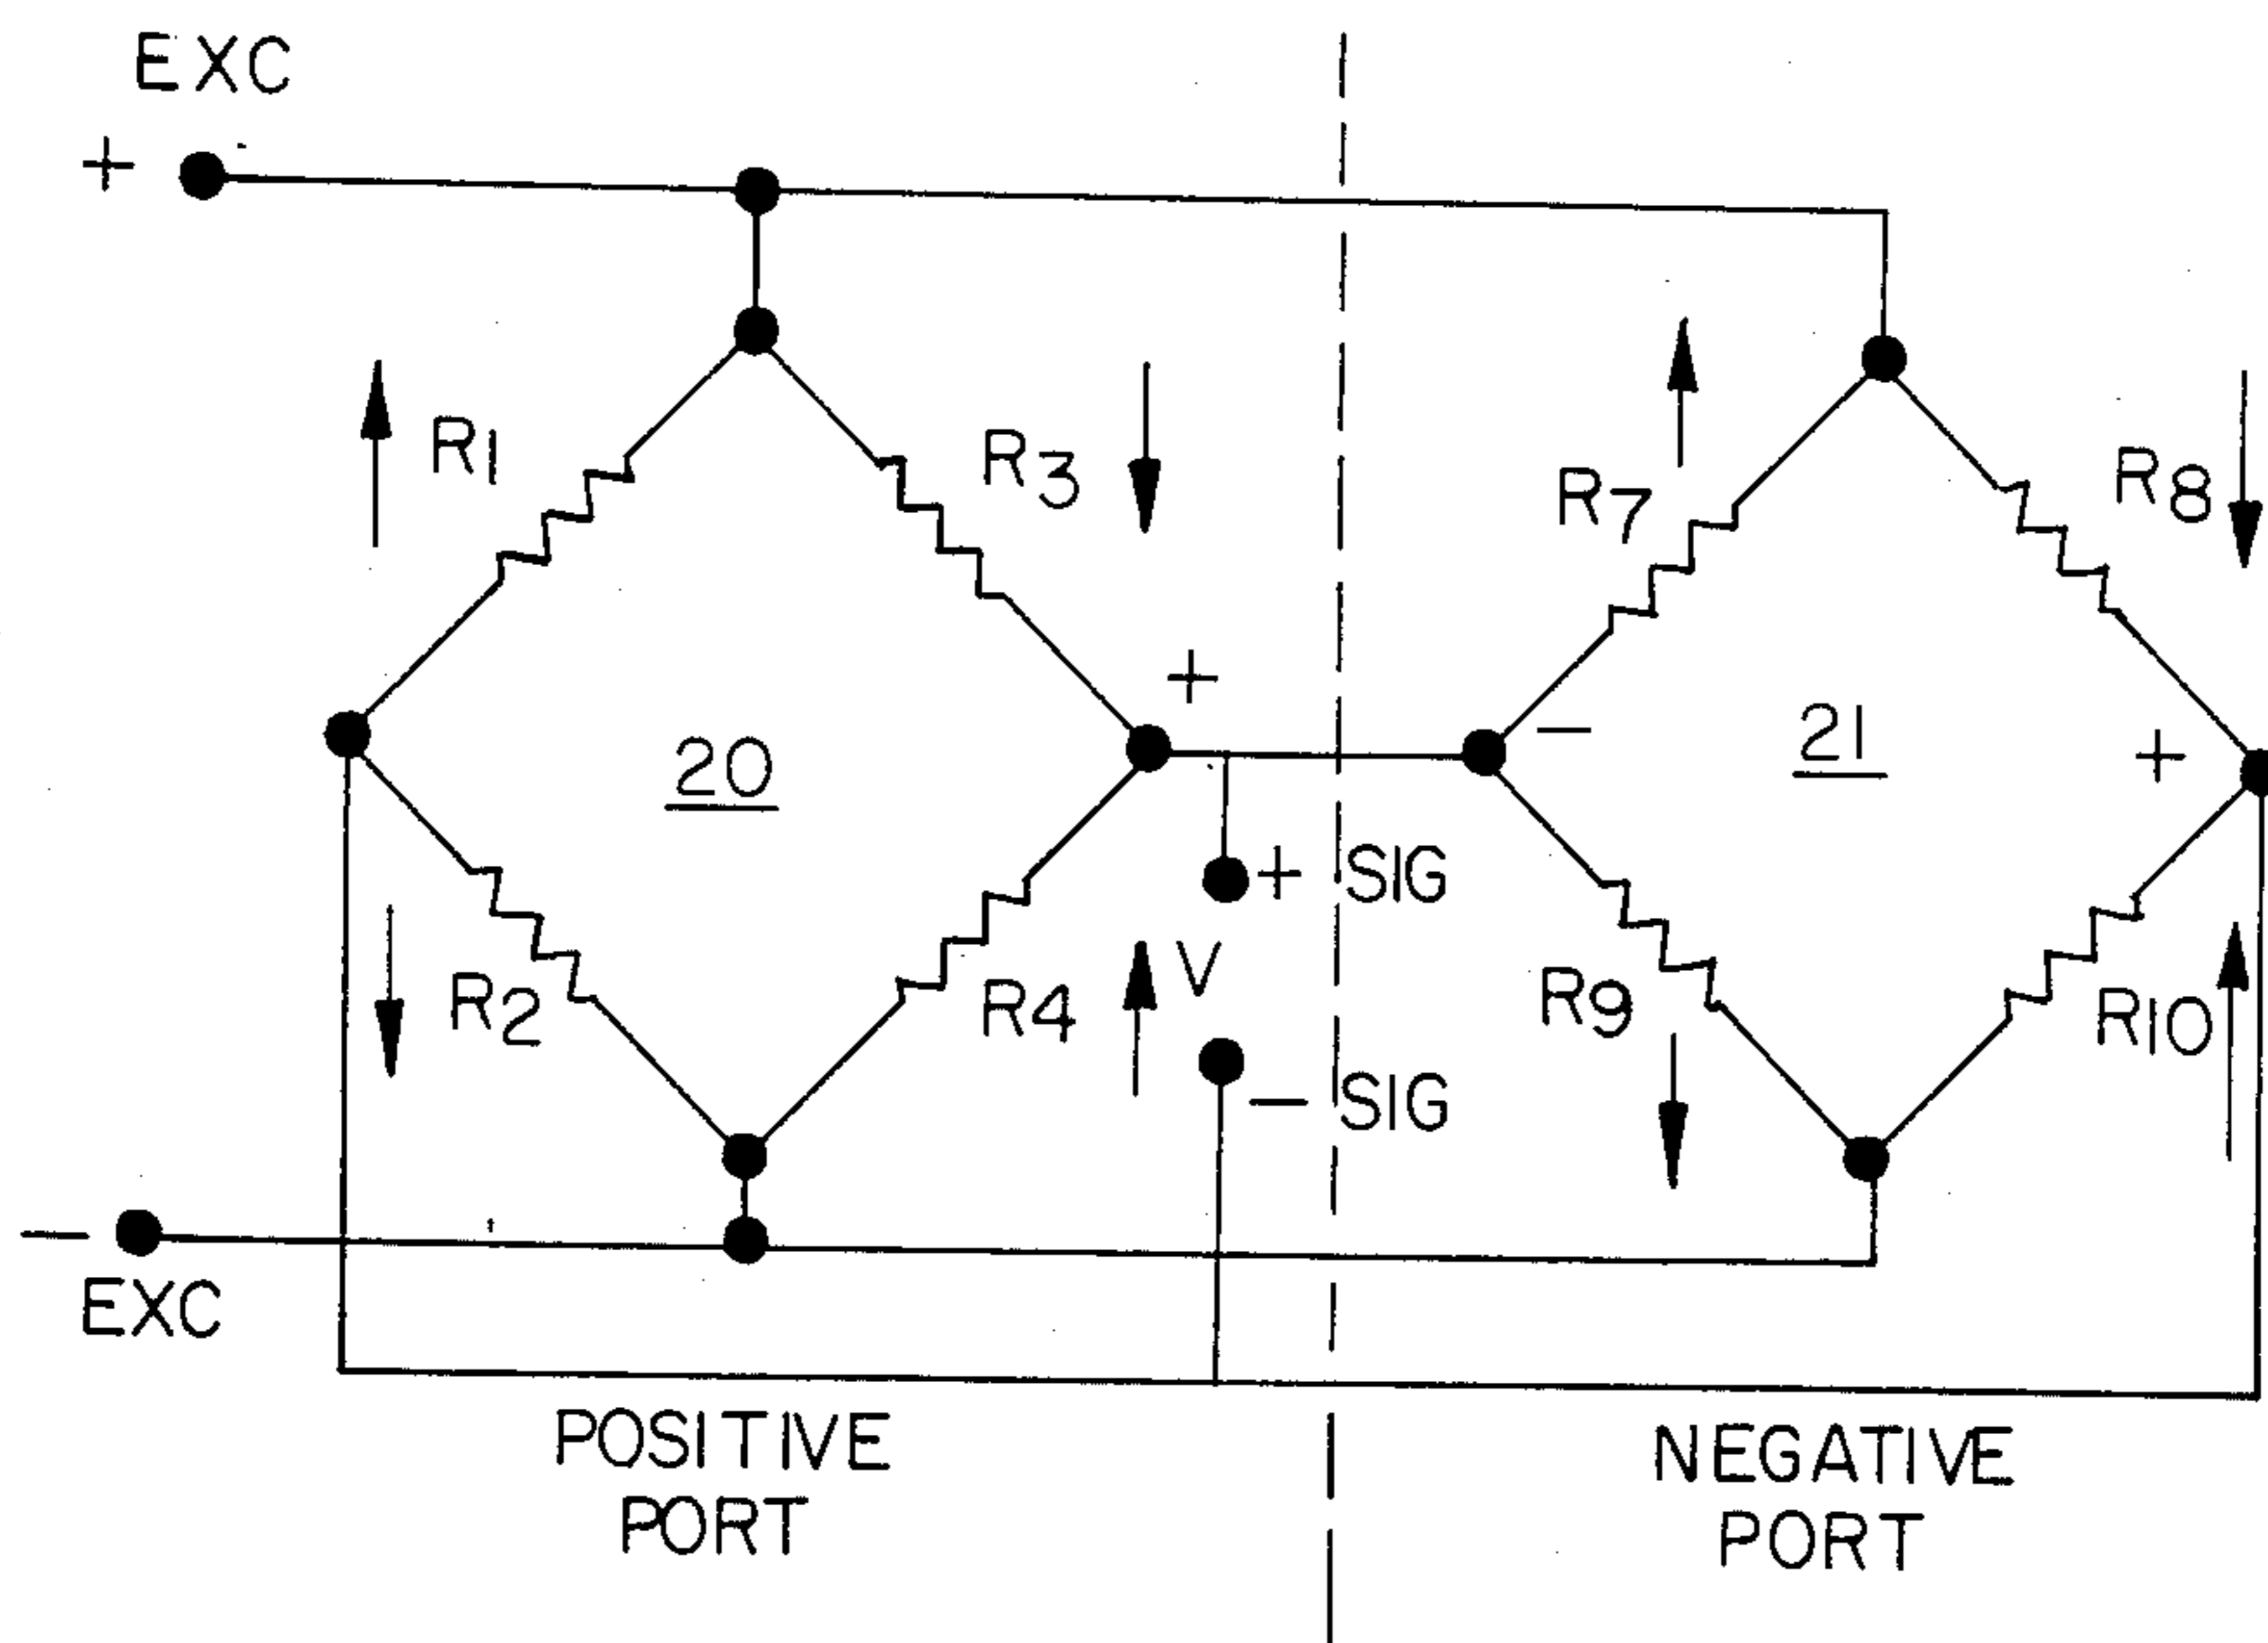 EXC
+
R1
R3
R7
R8
+
20
-
21
+
+ SIG
V
R2
R4
R9
R10
- SIG
-
EXC
POSITIVE
PORT
NEGATIVE
PORT